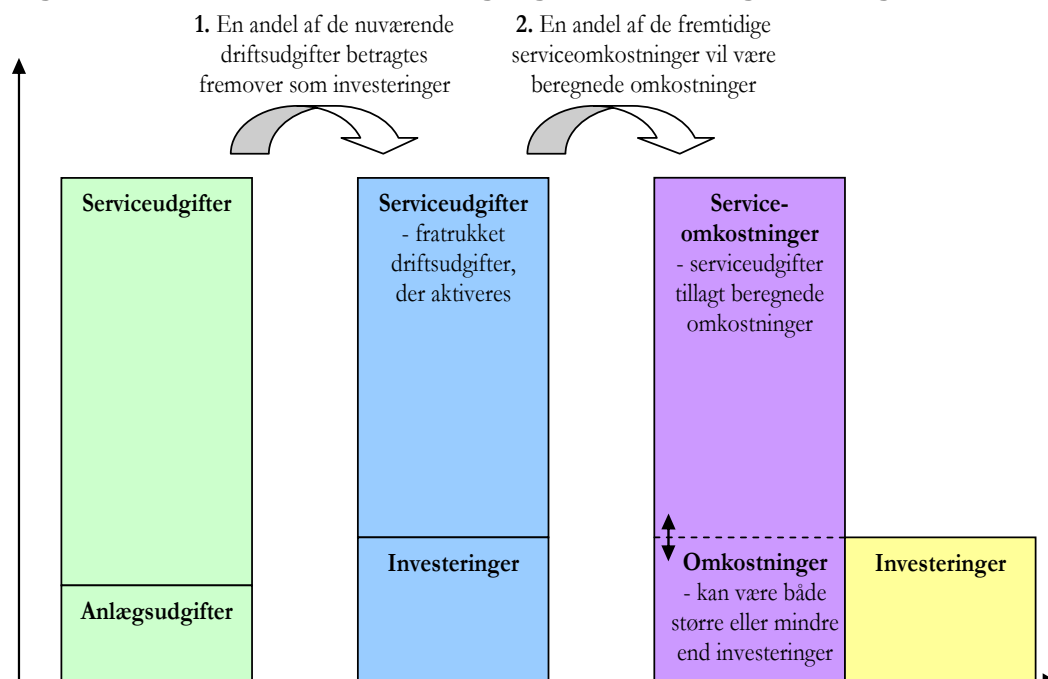 1. En andel af de nuværende
driftsudgifter betragtes
fremover som investeringer
2. En andel af de fremtidige
serviceomkostninger vil være
beregnede omkostninger
Serviceudgifter
Anlægsudgifter
Serviceudgifter
- fratrukket
driftsudgifter,
der aktiveres
Investeringer
Service-
omkostninger
- serviceudgifter
tillagt beregnede
omkostninger
Omkostninger
- kan være både
større eller mindre
end investeringer
Investeringer